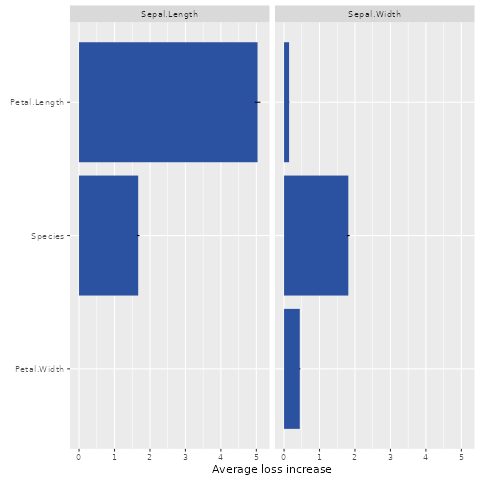 Sepal.Length Sepal.Width
Petal.Length
Species
Petal.Width
0 1 2 3 4 5 0 1 2 3 4 5
Average loss increase